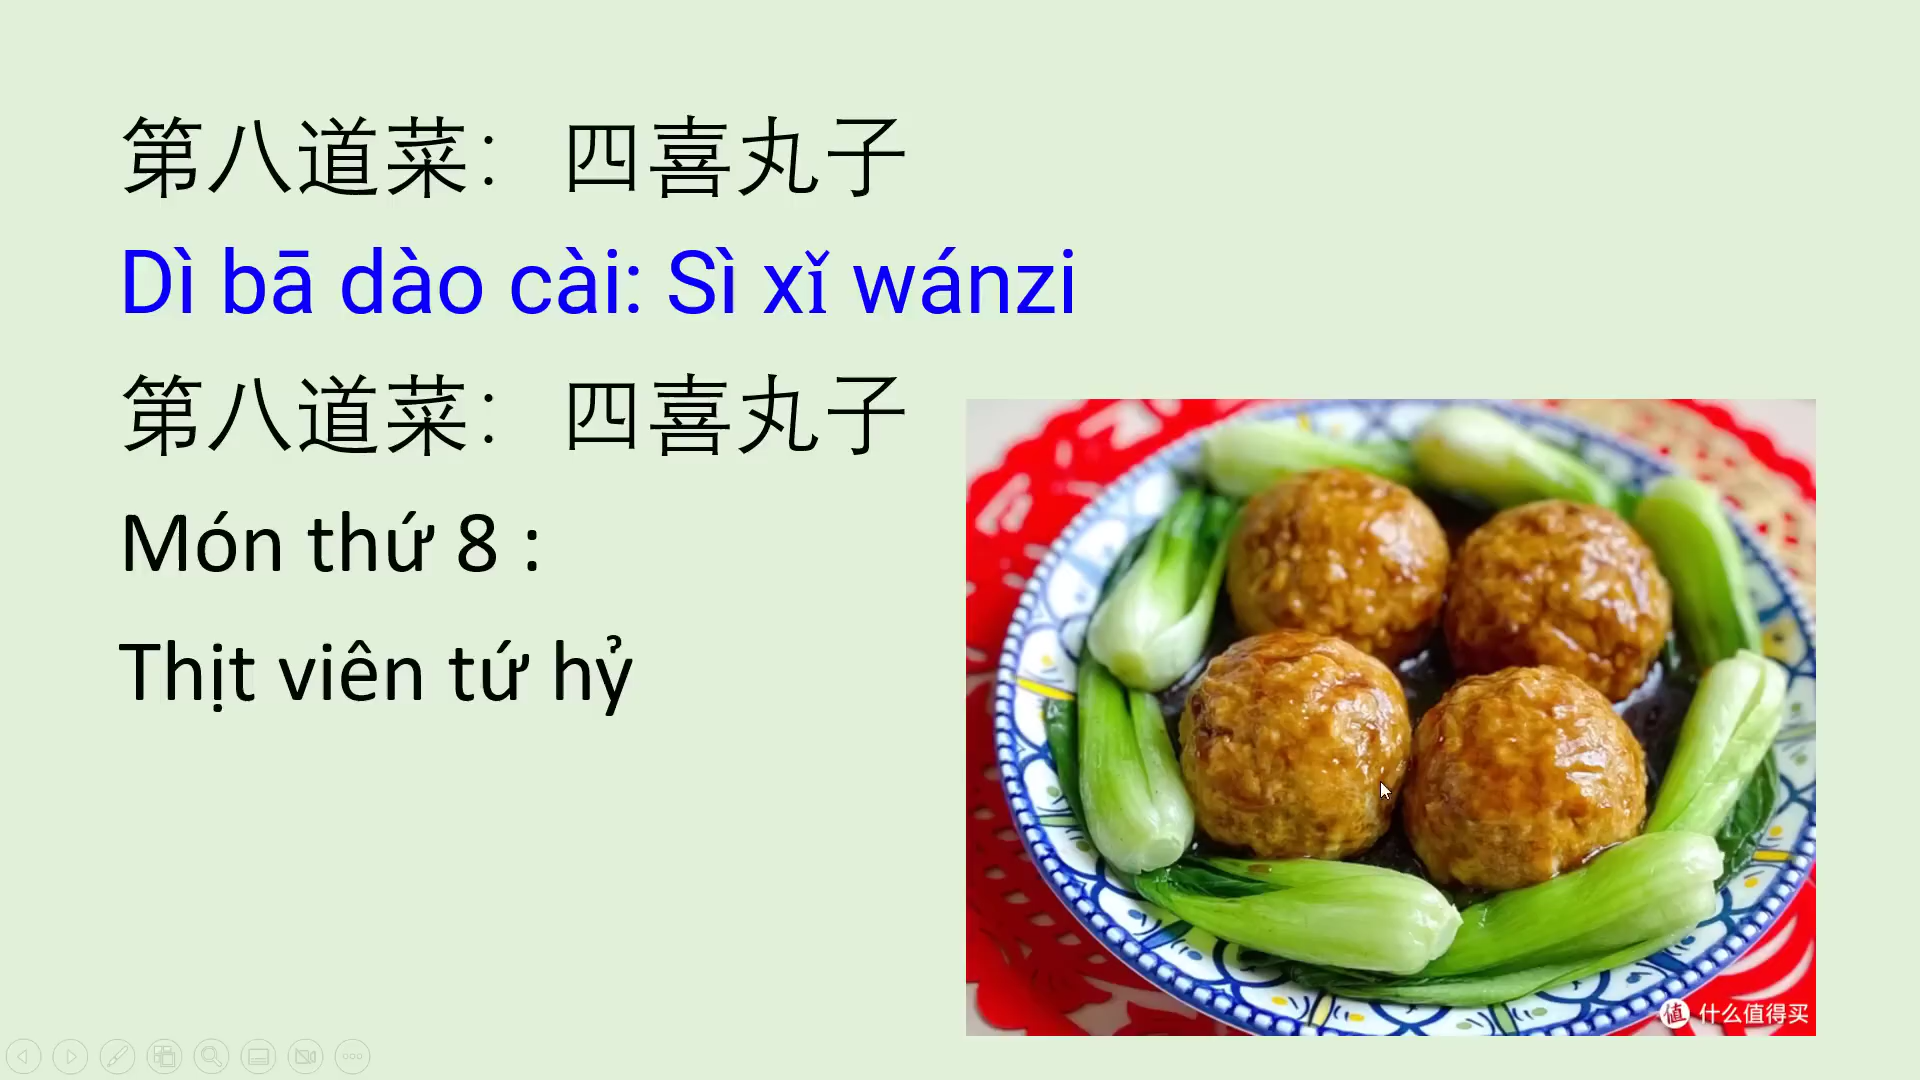 第八道菜：四喜丸子
Dì bā dào cài: Sì xǐ wánzi
第八道菜：四喜丸子
Món thứ 8 :
Thịt viên tứ hỷ
值 什么值得买